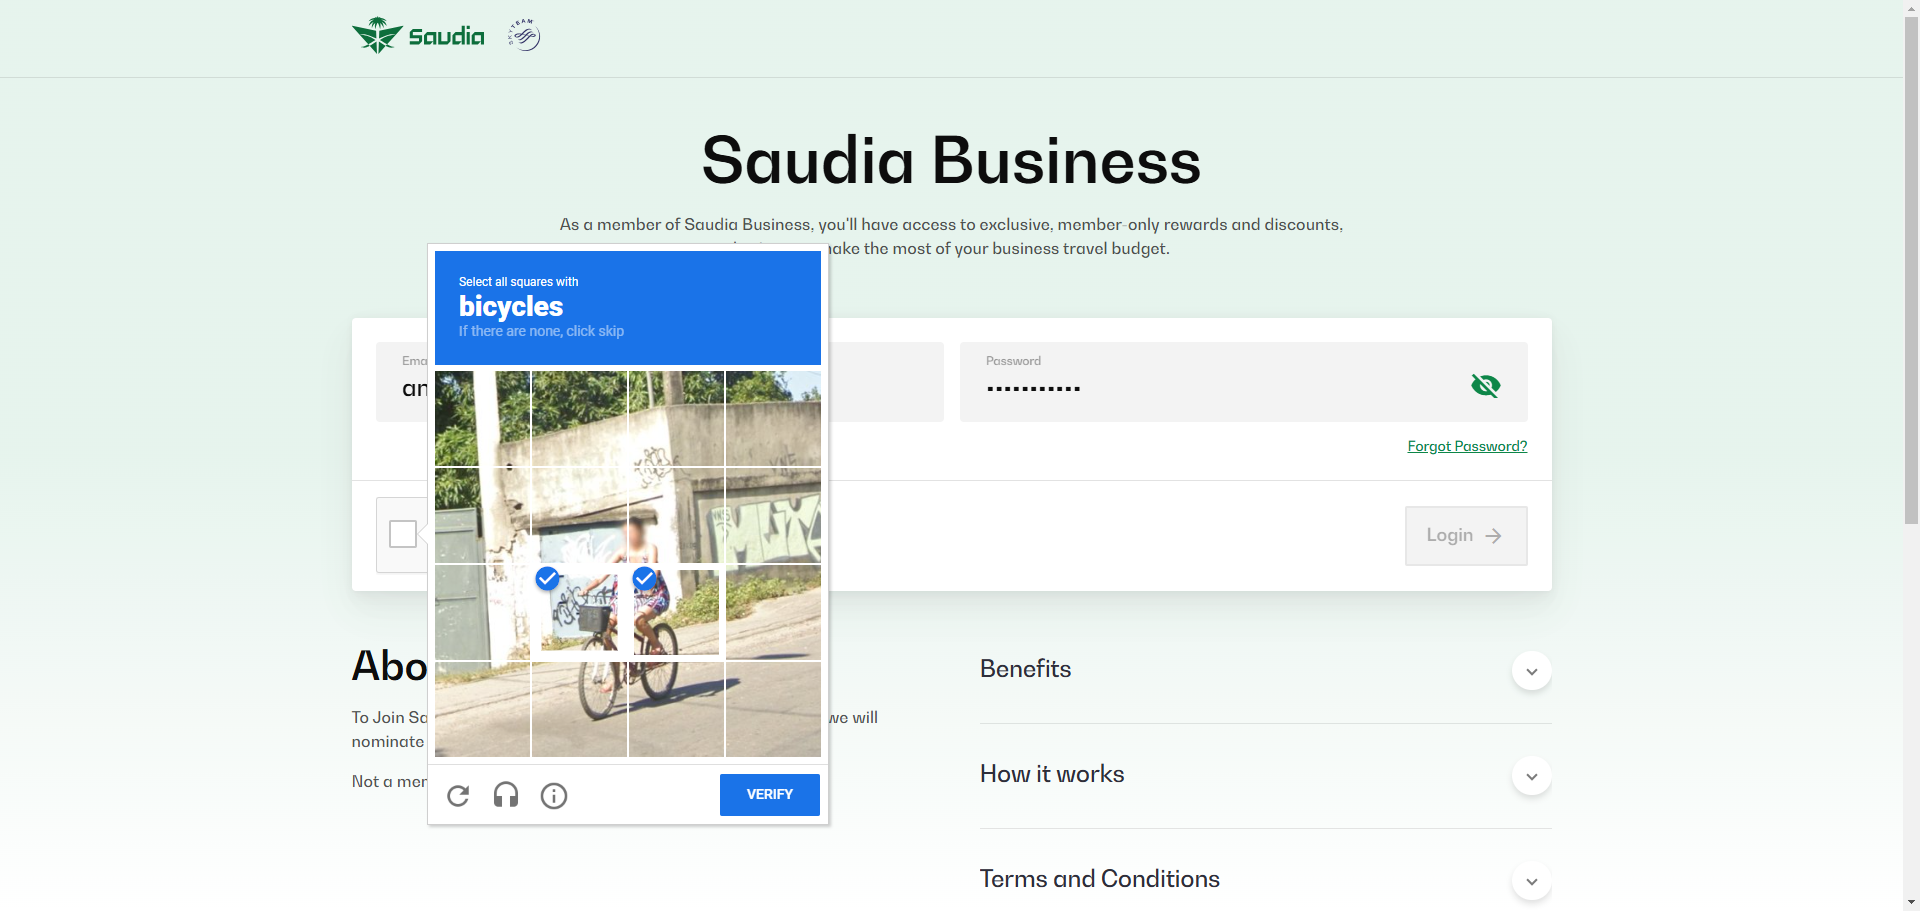 Saudia
SKYTEAM
Saudia Business
As a member of Saudia Business, you'll have access to exclusive, member-only rewards and discounts,
ake the most of your business travel budget.
Select all squares with
bicycles
If there are none, click skip
Ema
an
Password
•••••••••••
Forgot Password?
Login
VERIFY
Abo
To Join Sa
we will
nominate
Not a mer
Benefits
How it works
Terms and Conditions